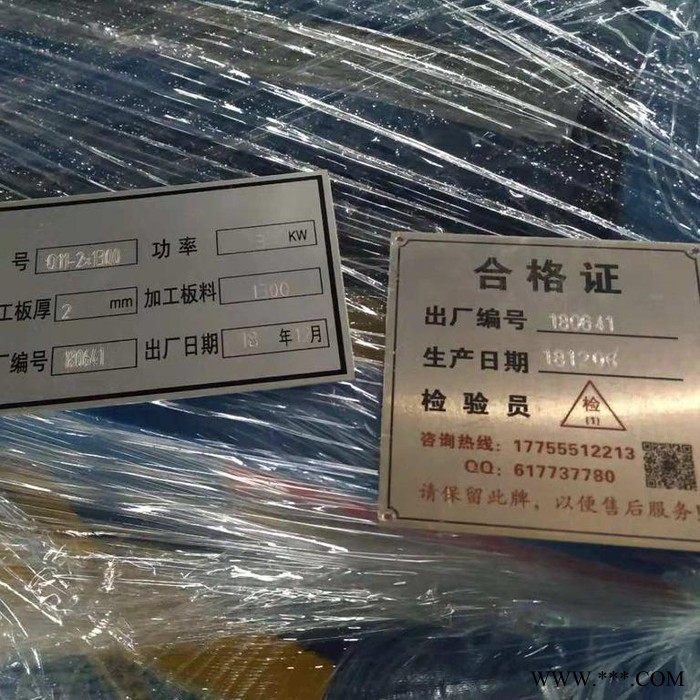 号 Q11-2×1300 功率 KW
工板厚 2 mm 加工板料 1300
编号 180641 出厂日期 18 年 12 月
合格证
出厂编号 180641
生产日期 181206
检验员 检 (1)
咨询热线: 17755512213
QQ: 617737780
请保留此牌, 以便售后服务
WWW.***.COM